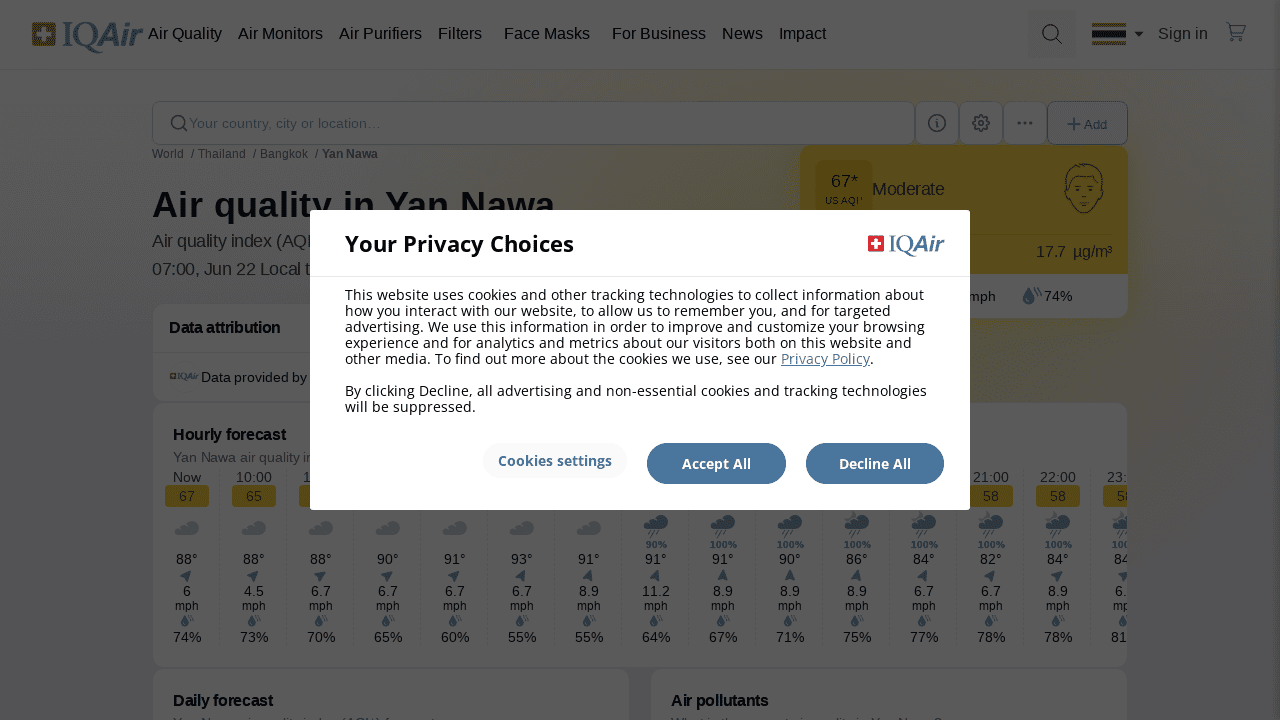 IQAir Air Quality Air Monitors Air Purifiers Filters Face Masks For Business News Impact Sign in
Your country, city or location... Add
World / Thailand / Bangkok / Yan Nawa
67* Moderate
US AQI⁺
Air quality in Yan Nawa
Air quality index (AQI
17.7 µg/m³
07:00, Jun 22 Local t
mph 74%
Your Privacy Choices IQAir
This website uses cookies and other tracking technologies to collect information about
how you interact with our website, to allow us to remember you, and for targeted
advertising. We use this information in order to improve and customize your browsing
experience and for analytics and metrics about our visitors both on this website and
other media. To find out more about the cookies we use, see our Privacy Policy.
By clicking Decline, all advertising and non-essential cookies and tracking technologies
will be suppressed.
Cookies settings Accept All Decline All
Data attribution
IQAir Data provided by
Hourly forecast
Yan Nawa air quality i
Now 10:00 21:00 22:00
67 65 58 58
90% 100% 100% 100% 100% 100% 100%
88° 88° 88° 90° 91° 93° 91° 91° 91° 90° 86° 84° 82° 84°
6 4.5 6.7 6.7 6.7 6.7 8.9 11.2 8.9 8.9 8.9 6.7 6.7 8.9
mph mph mph mph mph mph mph mph mph mph mph mph mph mph
74% 73% 70% 65% 60% 55% 55% 64% 67% 71% 75% 77% 78% 78%
Daily forecast
Air pollutants